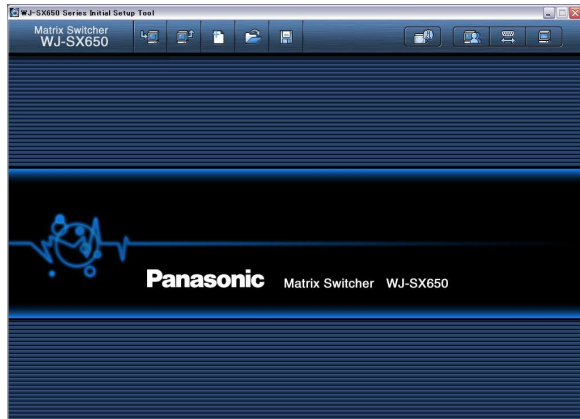 WJ-SX650 Series Initial Setup Tool
Matrix Switcher
WJ-SX650
Panasonic Matrix Switcher WJ-SX650